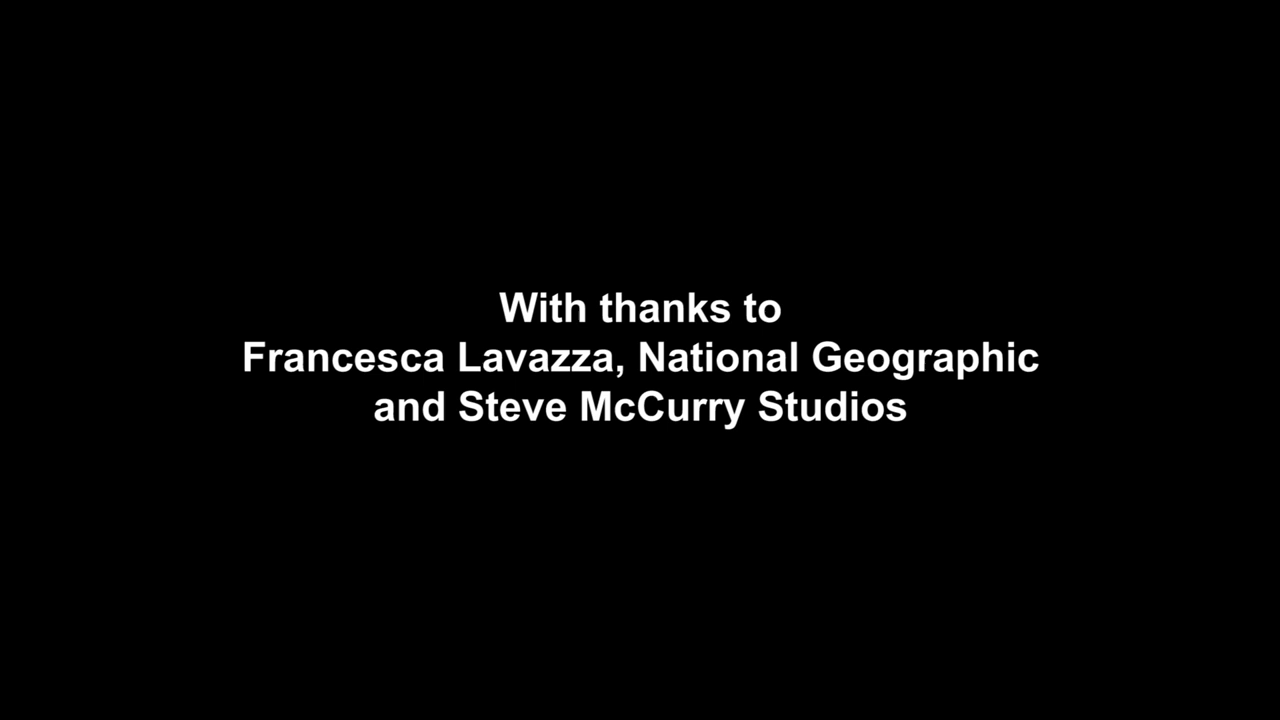 With thanks to
Francesca Lavazza, National Geographic
and Steve McCurry Studios